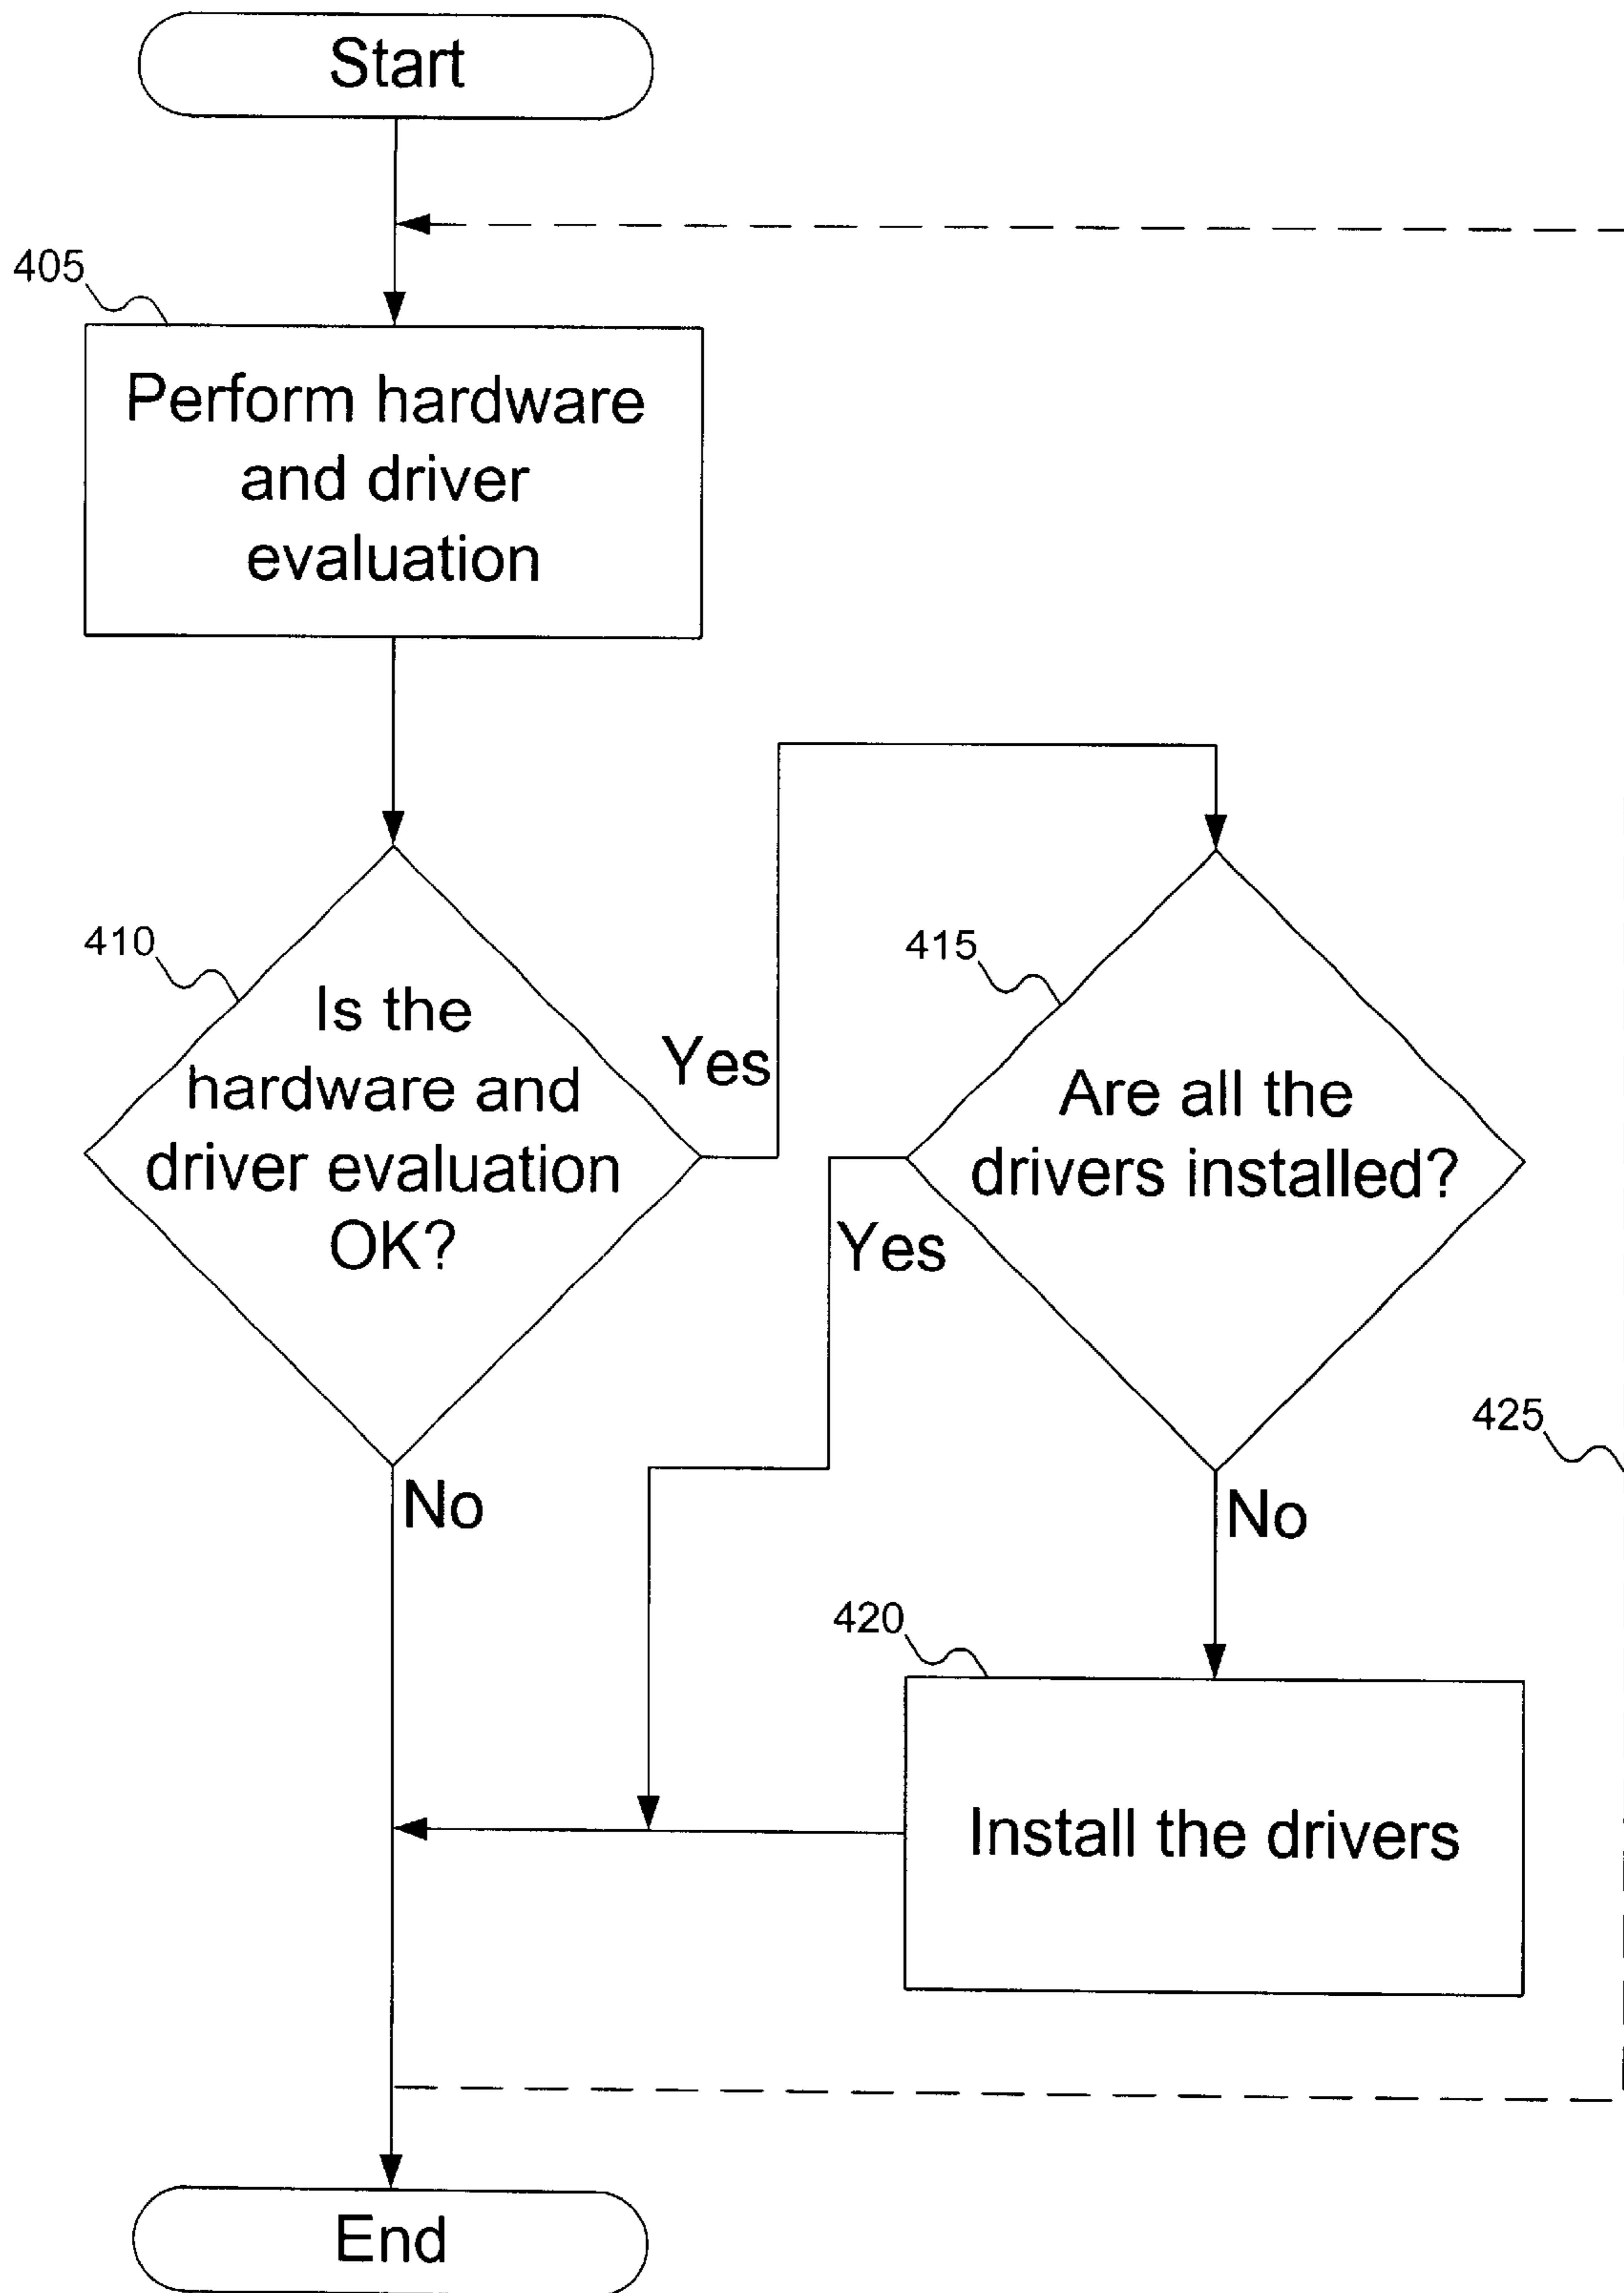 Start
405
Perform hardware
and driver
evaluation
410
Is the
hardware and
driver evaluation
OK?
Yes
No
415
Are all the
drivers installed?
Yes
No
425
420
Install the drivers
End